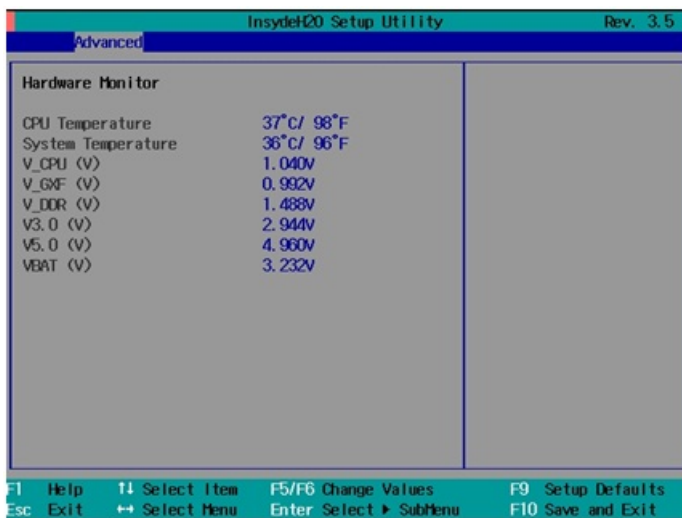 InsydeH20 Setup Utility Rev. 3.5
Advanced
Hardware Monitor
CPU Temperature 37°C/ 98°F
System Temperature 36°C/ 96°F
V_CPU (V) 1.040V
V_GXF (V) 0.992V
V_DDR (V) 1.488V
V3.0 (V) 2.944V
V5.0 (V) 4.960V
VBAT (V) 3.232V
F1 Help ↑↓ Select Item F5/F6 Change Values F9 Setup Defaults
Esc Exit ↔ Select Menu Enter Select ▶ SubMenu F10 Save and Exit